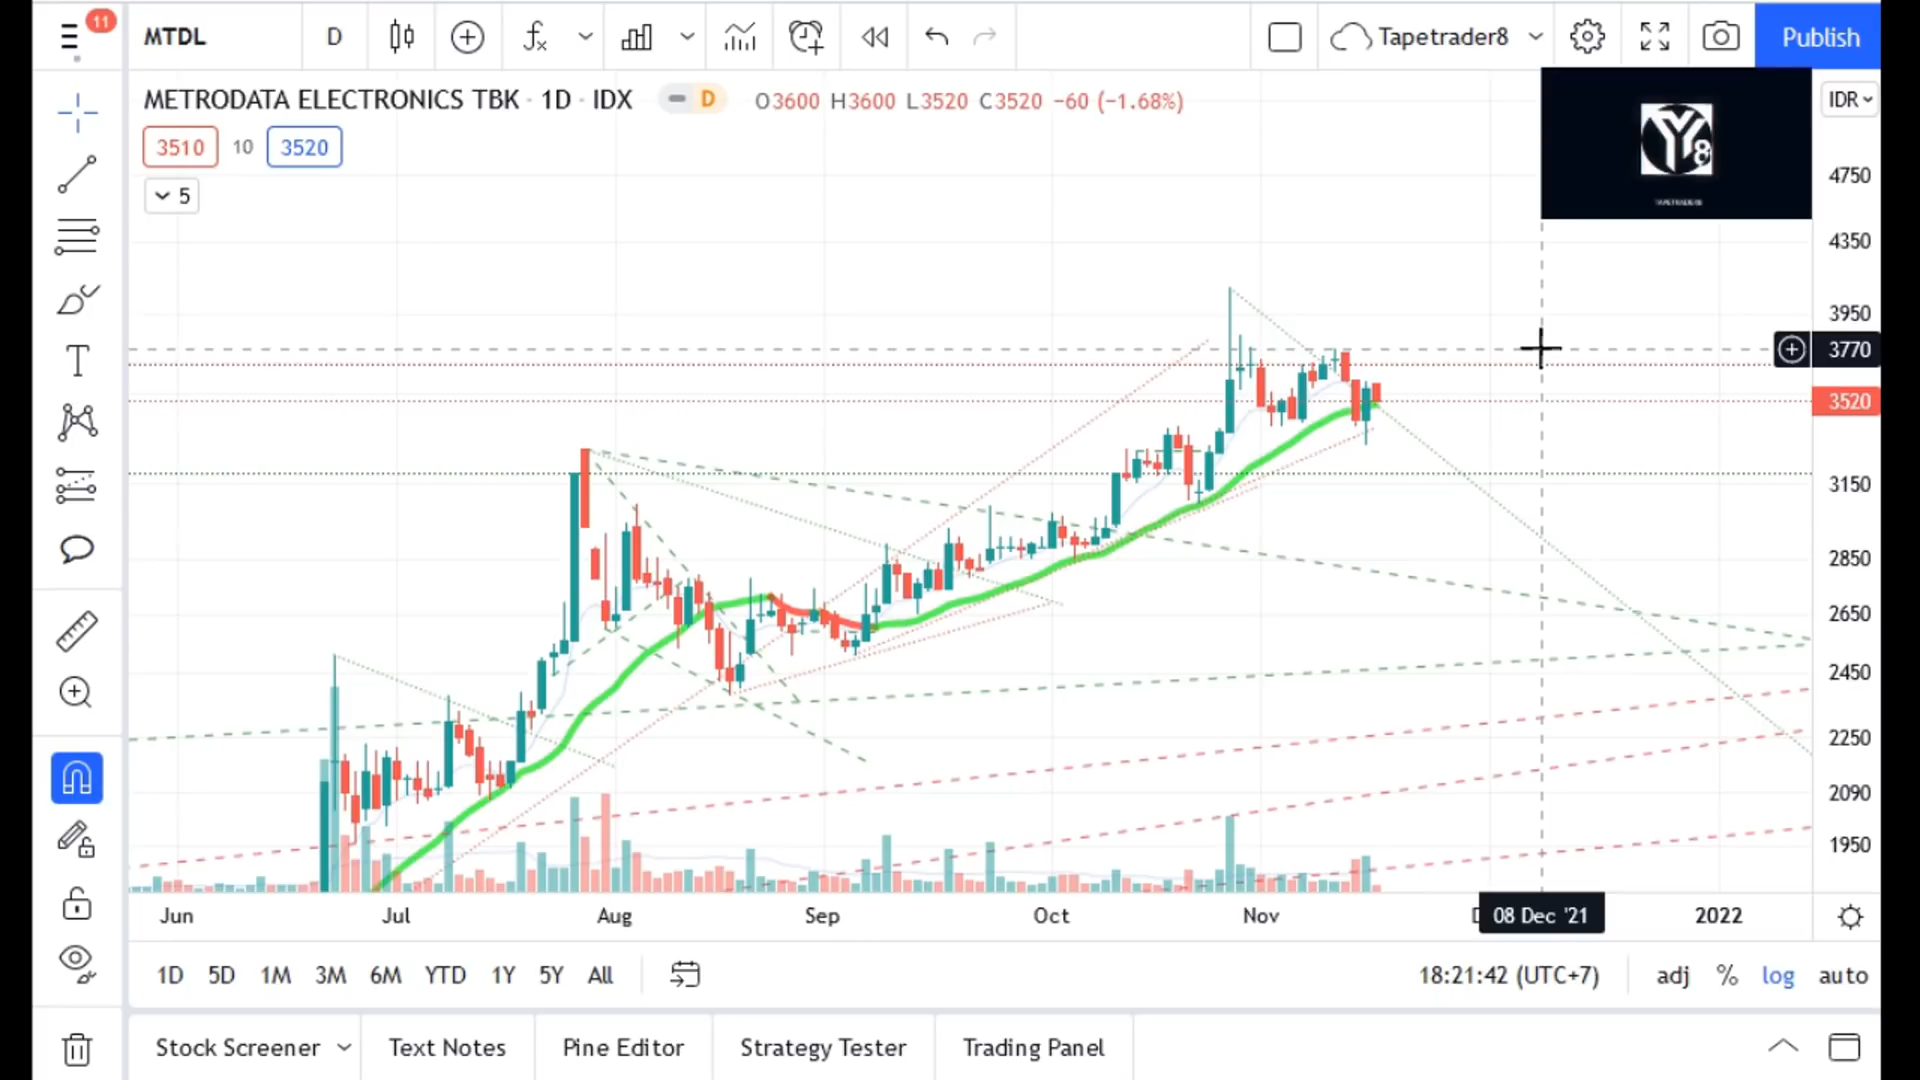 11
MTDL
D
Tapetrader8
Publish
METRODATA ELECTRONICS TBK · 1D · IDX
D
O3600 H3600 L3520 C3520 −60 (−1.68%)
IDR
3510
10
3520
5
Y8
TAPETRADER8
4750
4350
3950
3770
3520
3150
2850
2650
2450
2250
2090
1950
Jun
Jul
Aug
Sep
Oct
Nov
D
08 Dec '21
2022
1D
5D
1M
3M
6M
YTD
1Y
5Y
All
18:21:42 (UTC+7)
adj
%
log
auto
Stock Screener
Text Notes
Pine Editor
Strategy Tester
Trading Panel